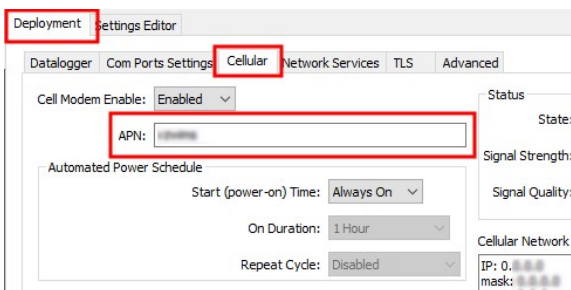 Deployment Settings Editor
Datalogger Com Ports Settings Cellular Network Services TLS Advanced
Cell Modem Enable: Enabled
Status
State:
APN:
Signal Strength:
Automated Power Schedule
Start (power-on) Time: Always On
Signal Quality:
On Duration: 1 Hour
Cellular Network
Repeat Cycle: Disabled
IP: 0.
mask: